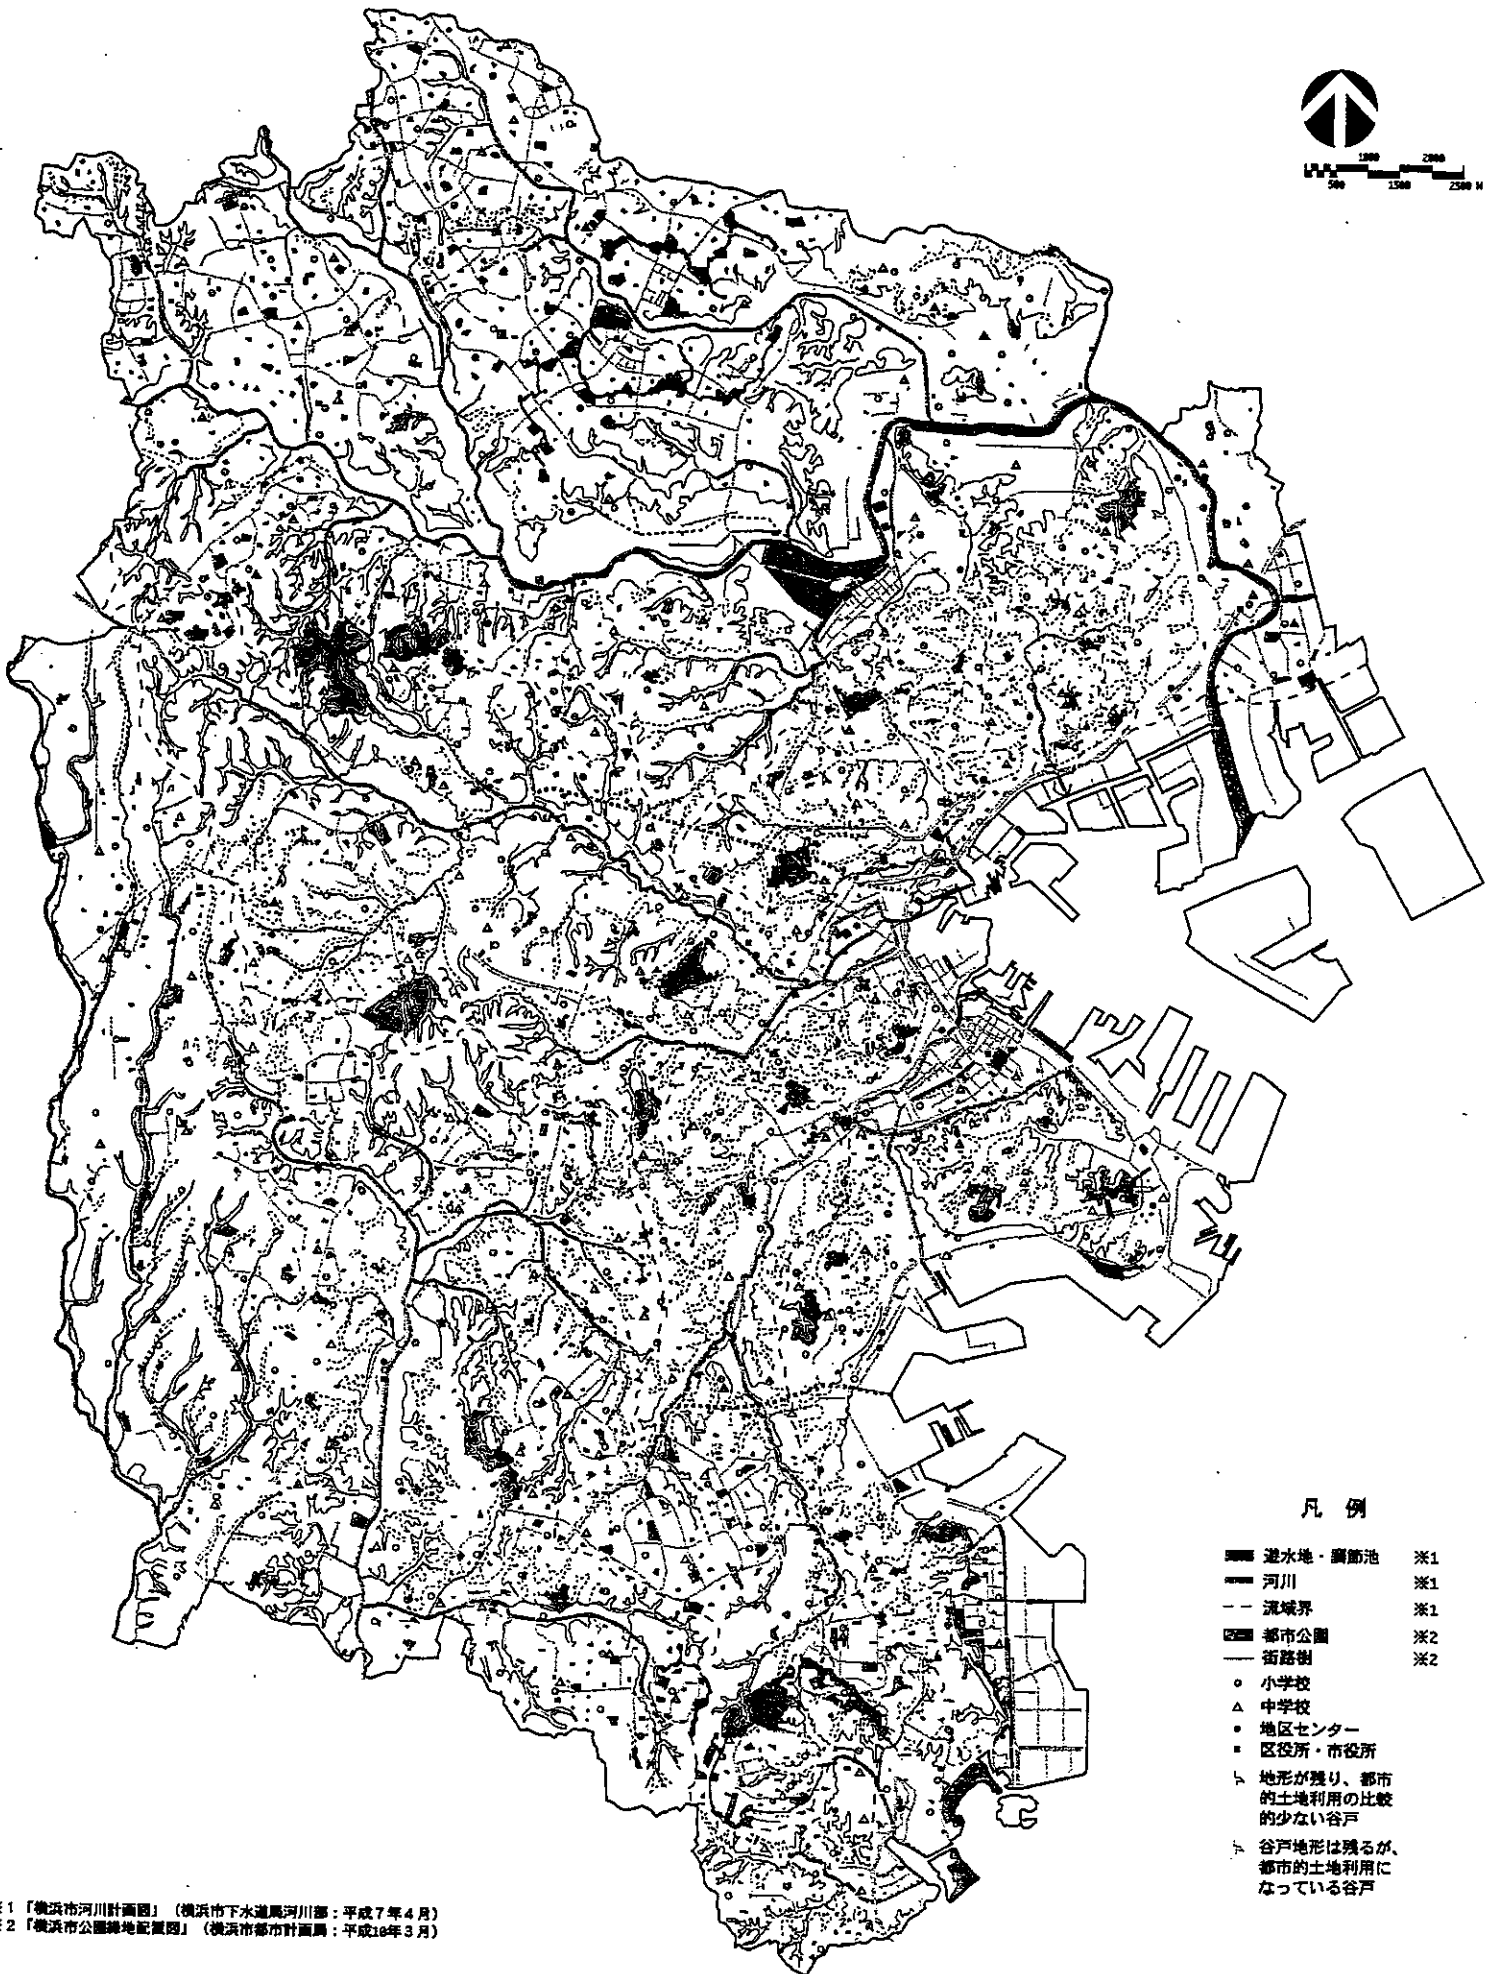 1000 2000
500 1500 2500 M
凡 例
遊水地・調節池 ※1
河川 ※1
流域界 ※1
都市公園 ※2
街路樹 ※2
小学校
中学校
地区センター
区役所・市役所
地形が残り、都市
的土地利用の比較
的少ない谷戸
谷戸地形は残るが、
都市的土地利用に
なっている谷戸
※1「横浜市河川計画図」（横浜市下水道局河川部：平成7年4月）
※2「横浜市公園緑地配置図」（横浜市都市計画局：平成10年3月）